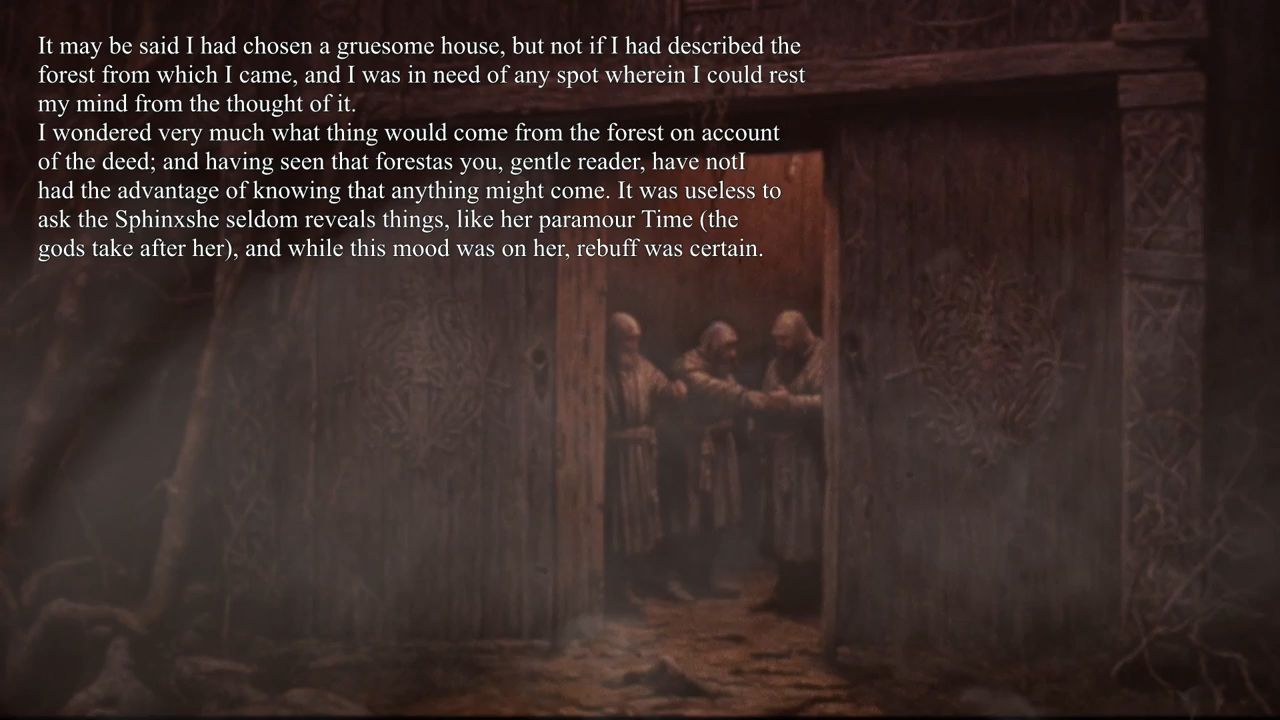 It may be said I had chosen a gruesome house, but not if I had described the
forest from which I came, and I was in need of any spot wherein I could rest
my mind from the thought of it.
I wondered very much what thing would come from the forest on account
of the deed; and having seen that forestas you, gentle reader, have notI
had the advantage of knowing that anything might come. It was useless to
ask the Sphinxshe seldom reveals things, like her paramour Time (the
gods take after her), and while this mood was on her, rebuff was certain.